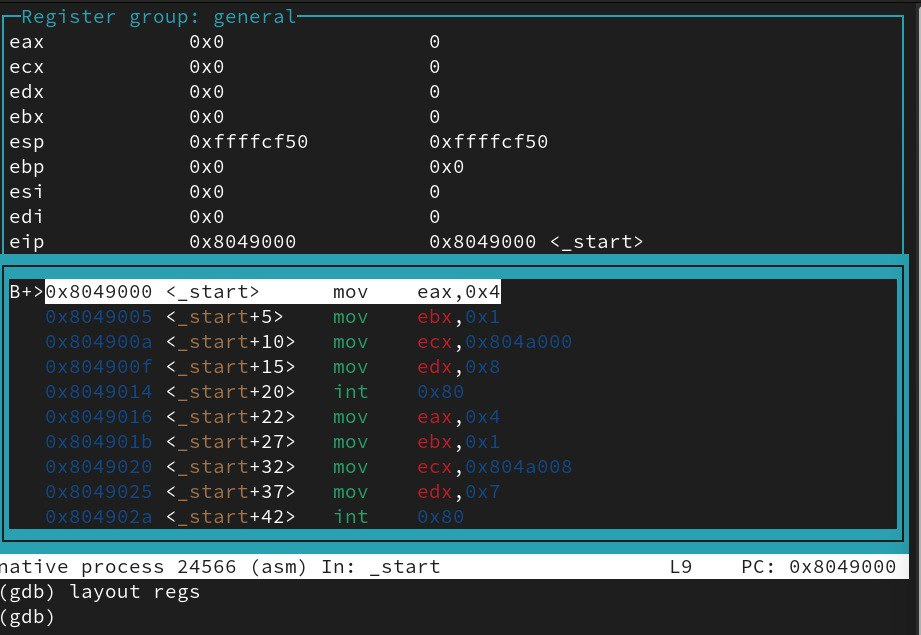 Register group: general
eax 0x0 0
ecx 0x0 0
edx 0x0 0
ebx 0x0 0
esp 0xffffcf50 0xffffcf50
ebp 0x0 0x0
esi 0x0 0
edi 0x0 0
eip 0x8049000 0x8049000 <_start>
B+>0x8049000 <_start> mov eax,0x4
0x8049005 <_start+5> mov ebx,0x1
0x804900a <_start+10> mov ecx,0x804a000
0x804900f <_start+15> mov edx,0x8
0x8049014 <_start+20> int 0x80
0x8049016 <_start+22> mov eax,0x4
0x804901b <_start+27> mov ebx,0x1
0x8049020 <_start+32> mov ecx,0x804a008
0x8049025 <_start+37> mov edx,0x7
0x804902a <_start+42> int 0x80
native process 24566 (asm) In: _start L9 PC: 0x8049000
(gdb) layout regs
(gdb)